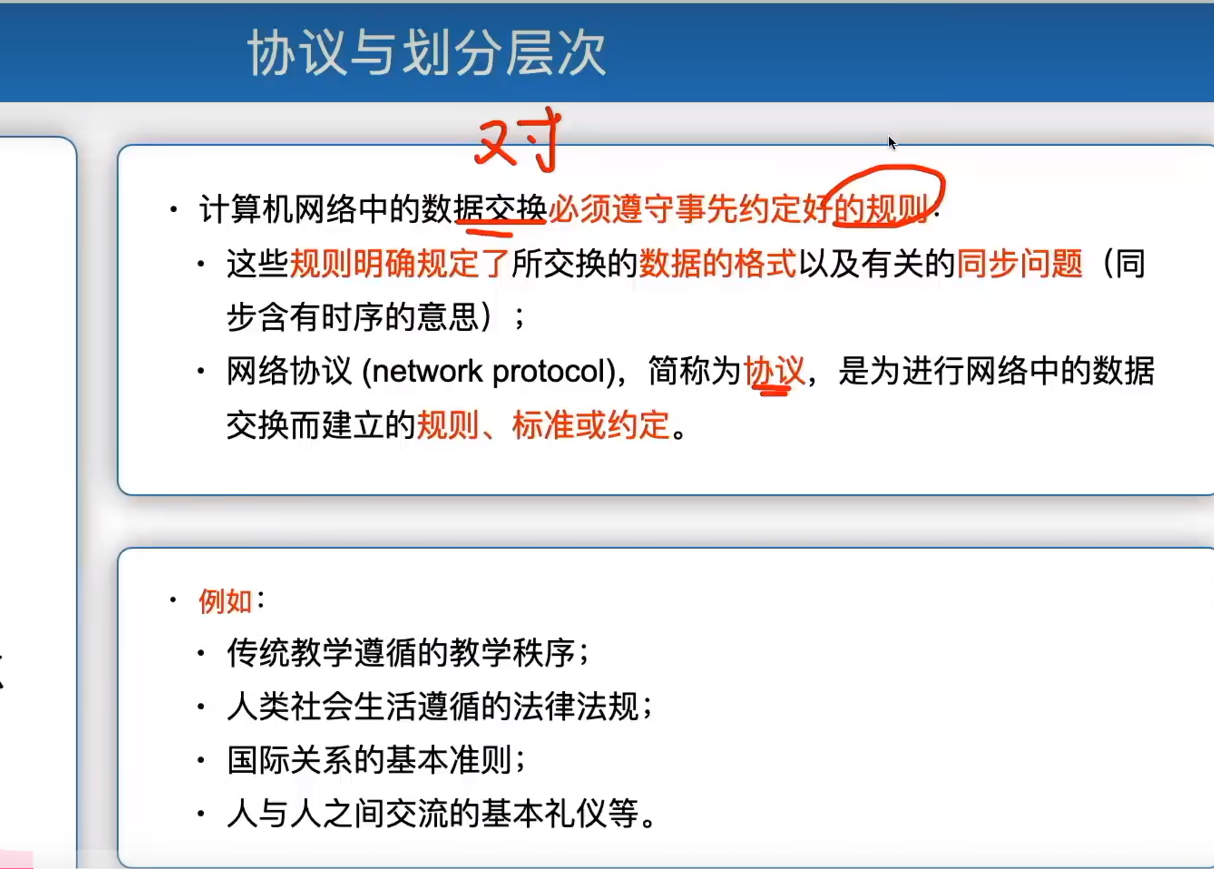 协议与划分层次
对
· 计算机网络中的数据交换必须遵守事先约定好的规则.
· 这些规则明确规定了所交换的数据的格式以及有关的同步问题（同
步含有时序的意思）；
· 网络协议 (network protocol)，简称为协议，是为进行网络中的数据
交换而建立的规则、标准或约定。
· 例如：
· 传统教学遵循的教学秩序；
· 人类社会生活遵循的法律法规；
· 国际关系的基本准则；
· 人与人之间交流的基本礼仪等。